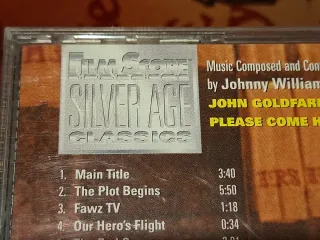 FILM SCORE
SILVER AGE
CLASSICS
Music Composed and Con
by Johnny William
JOHN GOLDFAR
PLEASE COME H
1. Main Title 3:40
2. The Plot Begins 5:50
3. Fawz TV 1:18
4. Our Hero's Flight 0:34